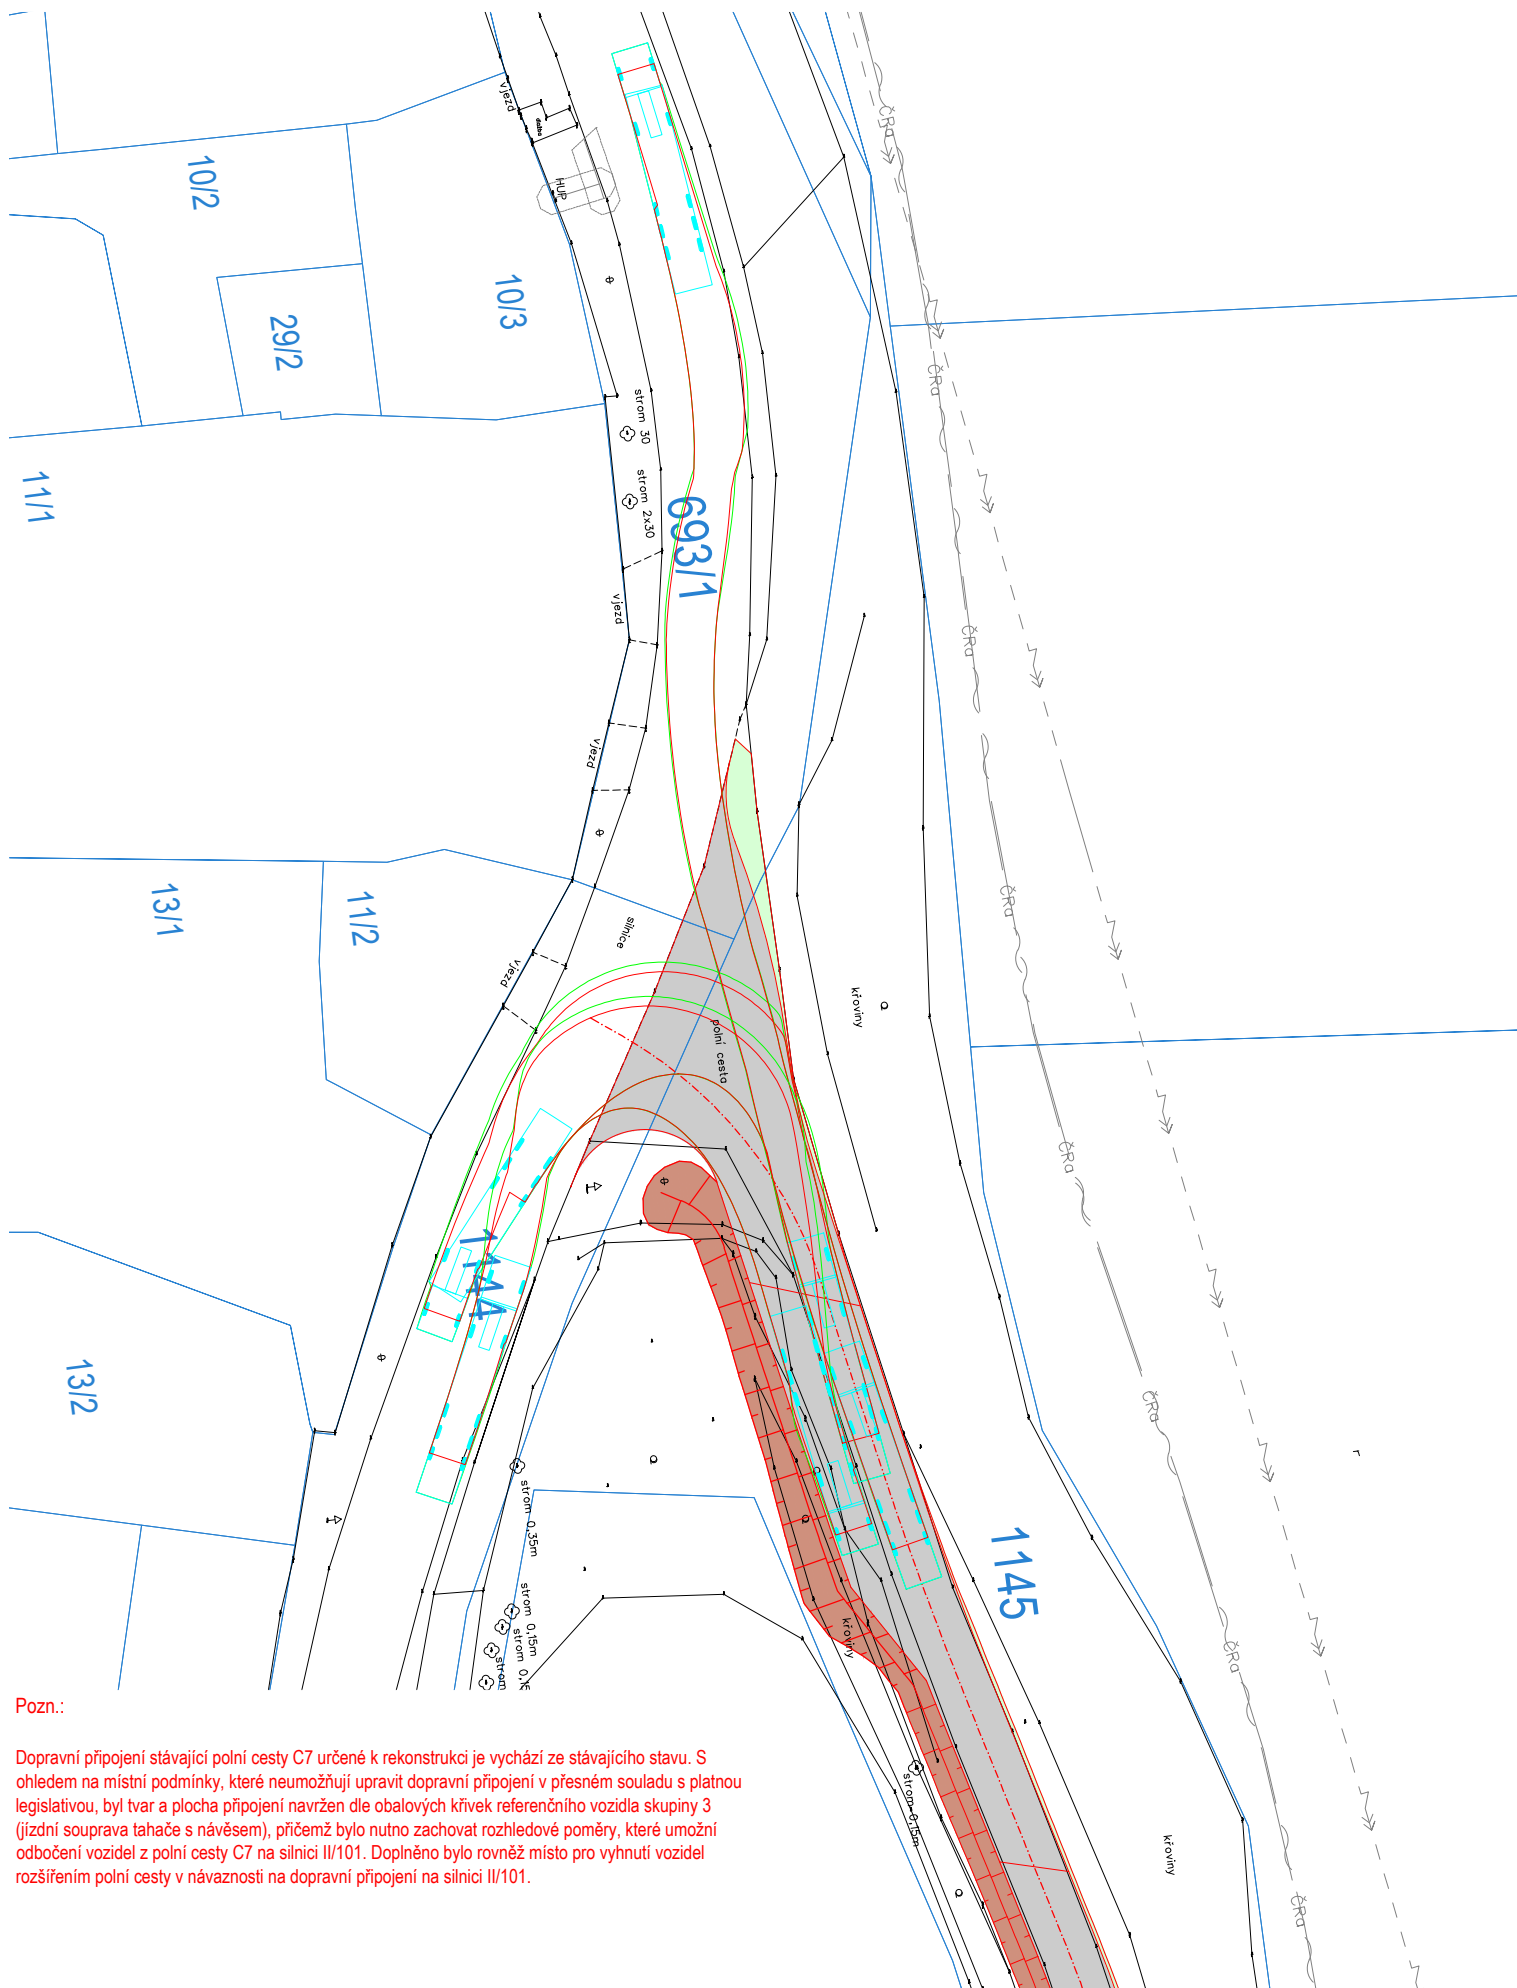 vjezd
dlažba
ČRa
10/2
HUP
10/3
29/2
ČRa
strom 30
11/1
strom 2x30
693/1
vjezd
ČRa
vjezd
13/1
11/2
silnice
ČRa
vjezd
křoviny
polní cesta
ČRa
1144
13/2
ČRa
strom 0,35m
1145
strom 0,15m
strom 0,15
strom
křoviny
ČRa
strom 0,15m
křoviny
ČRa
Pozn.:
Dopravní připojení stávající polní cesty C7 určené k rekonstrukci je vychází ze stávajícího stavu. S
ohledem na místní podmínky, které neumožňují upravit dopravní připojení v přesném souladu s platnou
legislativou, byl tvar a plocha připojení navržen dle obalových křivek referenčního vozidla skupiny 3
(jízdní souprava tahače s návěsem), přičemž bylo nutno zachovat rozhledové poměry, které umožní
odbočení vozidel z polní cesty C7 na silnici II/101. Doplněno bylo rovněž místo pro vyhnutí vozidel
rozšířením polní cesty v návaznosti na dopravní připojení na silnici II/101.